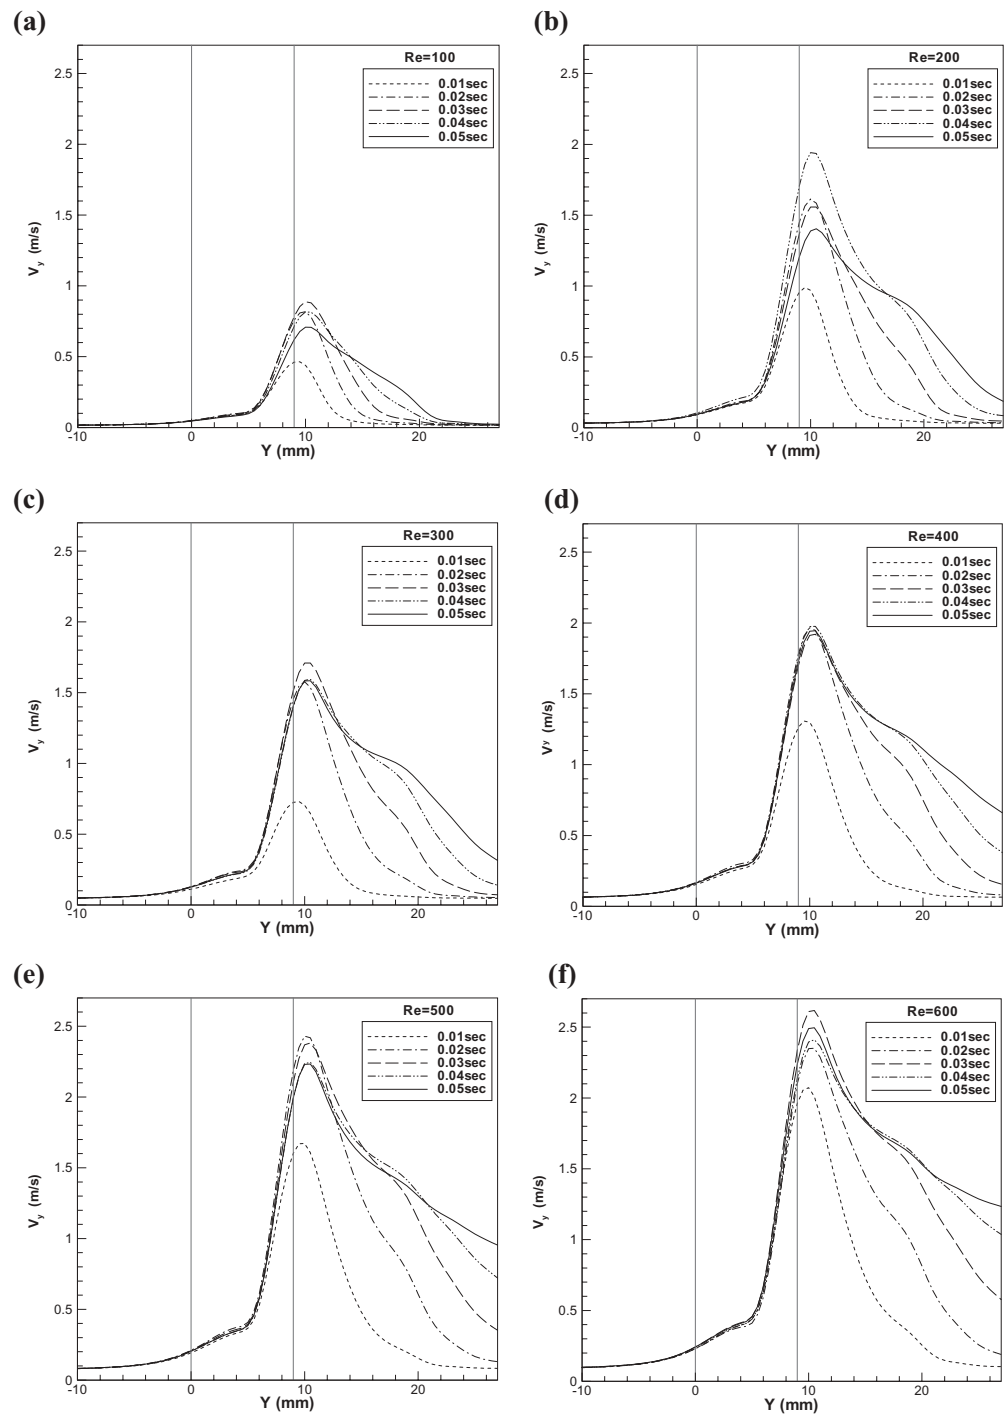 (a)
Re=100
0.01sec
0.02sec
0.03sec
0.04sec
0.05sec
2.5
2
1.5
1
0.5
0
-10
0
10
20
Vy (m/s)
Y (mm)
(b)
Re=200
0.01sec
0.02sec
0.03sec
0.04sec
0.05sec
2.5
2
1.5
1
0.5
0
-10
0
10
20
Vy (m/s)
Y (mm)
(c)
Re=300
0.01sec
0.02sec
0.03sec
0.04sec
0.05sec
2.5
2
1.5
1
0.5
0
-10
0
10
20
Vy (m/s)
Y (mm)
(d)
Re=400
0.01sec
0.02sec
0.03sec
0.04sec
0.05sec
2.5
2
1.5
1
0.5
0
-10
0
10
20
Vy (m/s)
Y (mm)
(e)
Re=500
0.01sec
0.02sec
0.03sec
0.04sec
0.05sec
2.5
2
1.5
1
0.5
0
-10
0
10
20
Vy (m/s)
Y (mm)
(f)
Re=600
0.01sec
0.02sec
0.03sec
0.04sec
0.05sec
2.5
2
1.5
1
0.5
0
-10
0
10
20
Vy (m/s)
Y (mm)